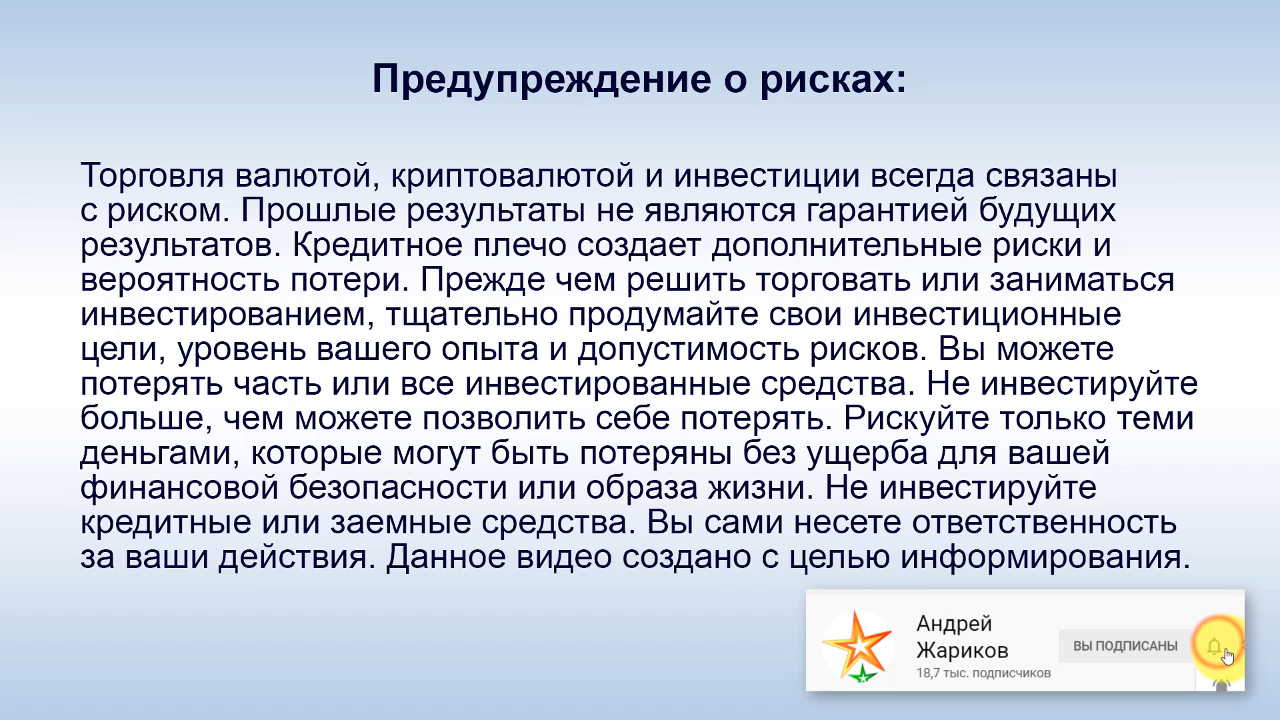 Предупреждение о рисках:
Торговля валютой, криптовалютой и инвестиции всегда связаны
с риском. Прошлые результаты не являются гарантией будущих
результатов. Кредитное плечо создает дополнительные риски и
вероятность потери. Прежде чем решить торговать или заниматься
инвестированием, тщательно продумайте свои инвестиционные
цели, уровень вашего опыта и допустимость рисков. Вы можете
потерять часть или все инвестированные средства. Не инвестируйте
больше, чем можете позволить себе потерять. Рискуйте только теми
деньгами, которые могут быть потеряны без ущерба для вашей
финансовой безопасности или образа жизни. Не инвестируйте
кредитные или заемные средства. Вы сами несете ответственность
за ваши действия. Данное видео создано с целью информирования.
Андрей
Жариков
18,7 тыс. подписчиков
ВЫ ПОДПИСАНЫ